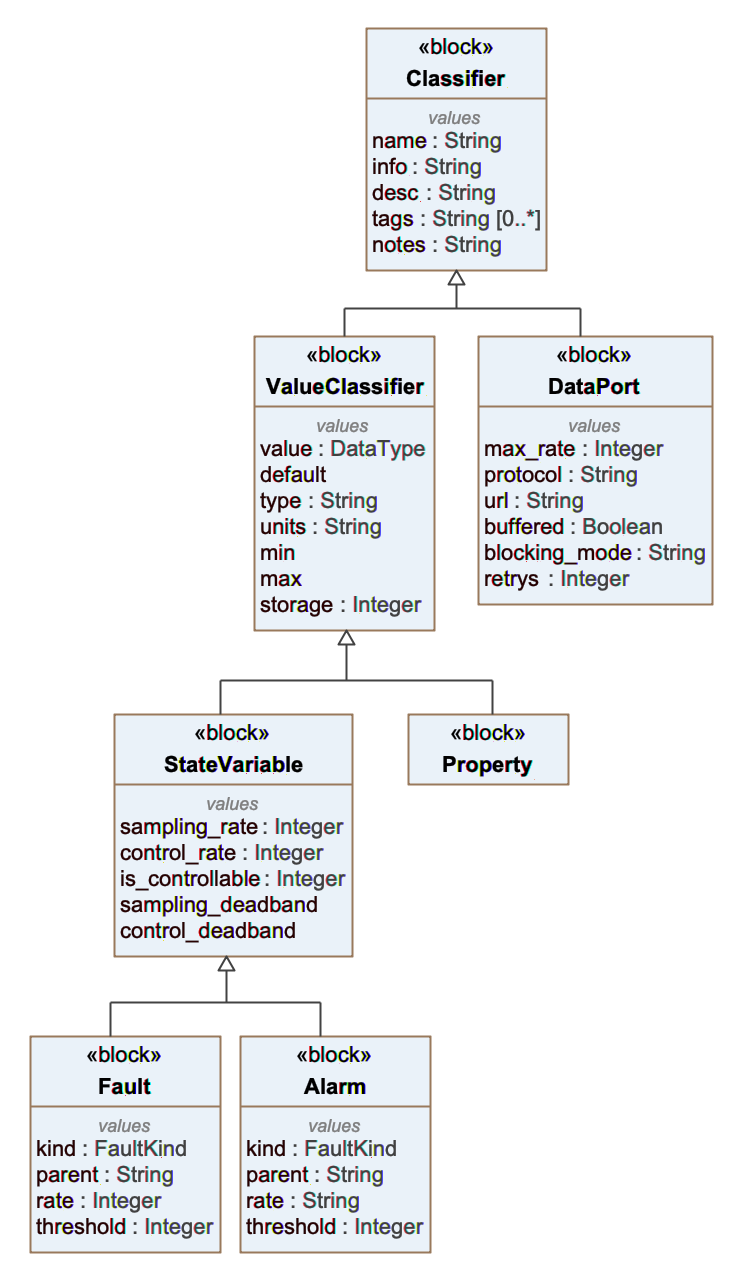 «block»
Classifier
values
name : String
info : String
desc : String
tags : String [0..*]
notes : String
«block»
ValueClassifier
values
value : DataType
default
type : String
units : String
min
max
storage : Integer
«block»
DataPort
values
max_rate : Integer
protocol : String
url : String
buffered : Boolean
blocking_mode : String
retrys : Integer
«block»
StateVariable
values
sampling_rate : Integer
control_rate : Integer
is_controllable : Integer
sampling_deadband
control_deadband
«block»
Property
«block»
Fault
values
kind : FaultKind
parent : String
rate : Integer
threshold : Integer
«block»
Alarm
values
kind : FaultKind
parent : String
rate : String
threshold : Integer